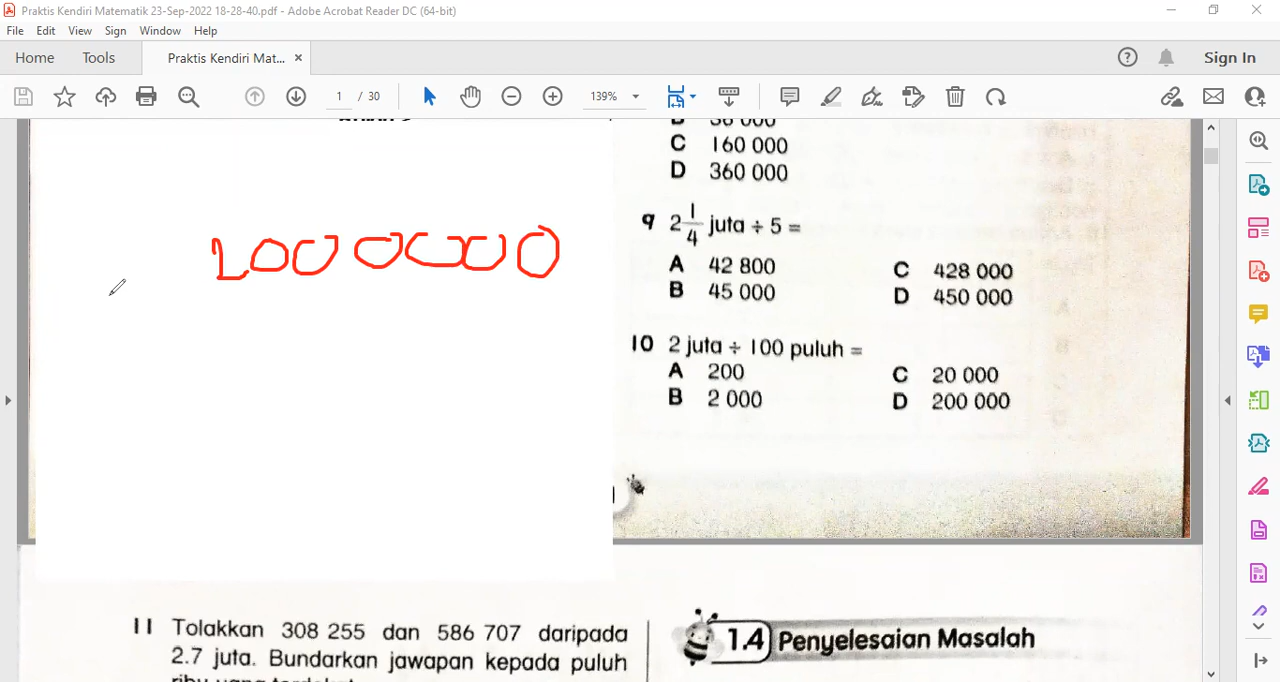 Praktis Kendiri Matematik 23-Sep-2022 18-28-40.pdf - Adobe Acrobat Reader DC (64-bit)
File Edit View Sign Window Help
Home Tools Praktis Kendiri Mat... × Sign In
1 / 30 139%
C 160 000
D 360 000
9 2 1/4 juta ÷ 5 =
A 42 800 C 428 000
B 45 000 D 450 000
2000000
10 2 juta ÷ 100 puluh =
A 200 C 20 000
B 2 000 D 200 000
11 Tolakkan 308 255 dan 586 707 daripada
2.7 juta. Bundarkan jawapan kepada puluh
1.4 Penyelesaian Masalah